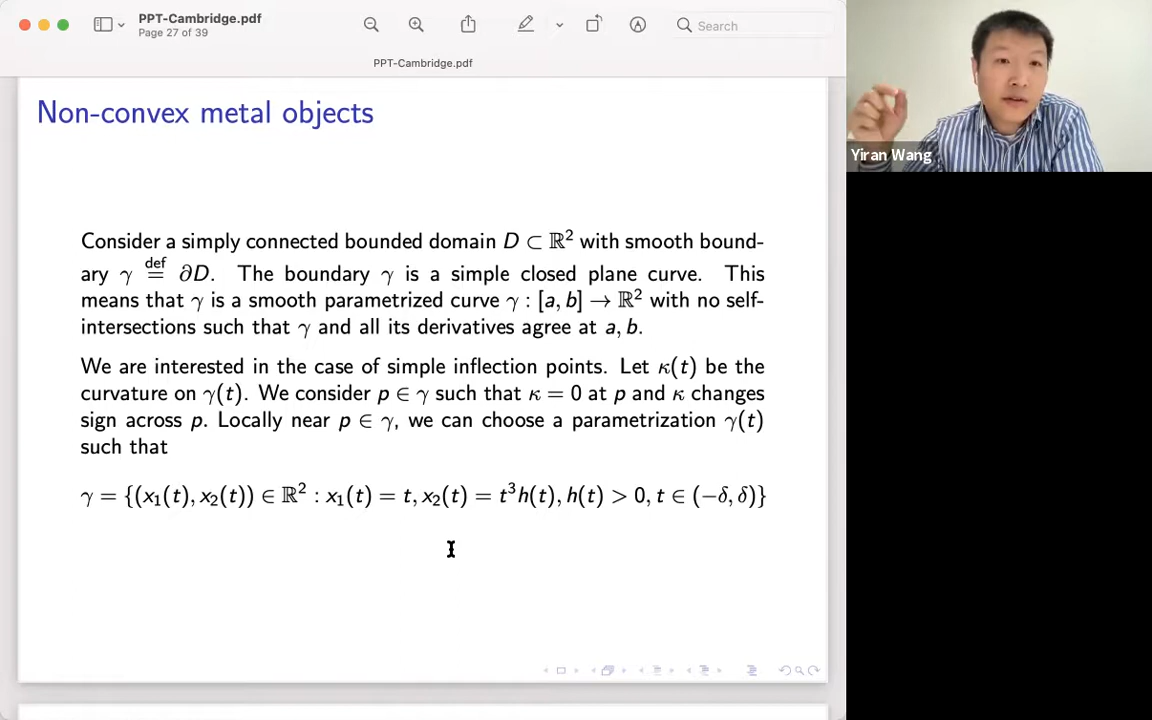 PPT-Cambridge.pdf
Page 27 of 39
Search
PPT-Cambridge.pdf
Non-convex metal objects
Consider a simply connected bounded domain D ⊂ ℝ² with smooth bound-
ary γ def= ∂D. The boundary γ is a simple closed plane curve. This
means that γ is a smooth parametrized curve γ : [a, b] → ℝ² with no self-
intersections such that γ and all its derivatives agree at a, b.
We are interested in the case of simple inflection points. Let κ(t) be the
curvature on γ(t). We consider p ∈ γ such that κ = 0 at p and κ changes
sign across p. Locally near p ∈ γ, we can choose a parametrization γ(t)
such that
γ = {(x₁(t), x₂(t)) ∈ ℝ² : x₁(t) = t, x₂(t) = t³h(t), h(t) > 0, t ∈ (−δ, δ)}
Yiran Wang